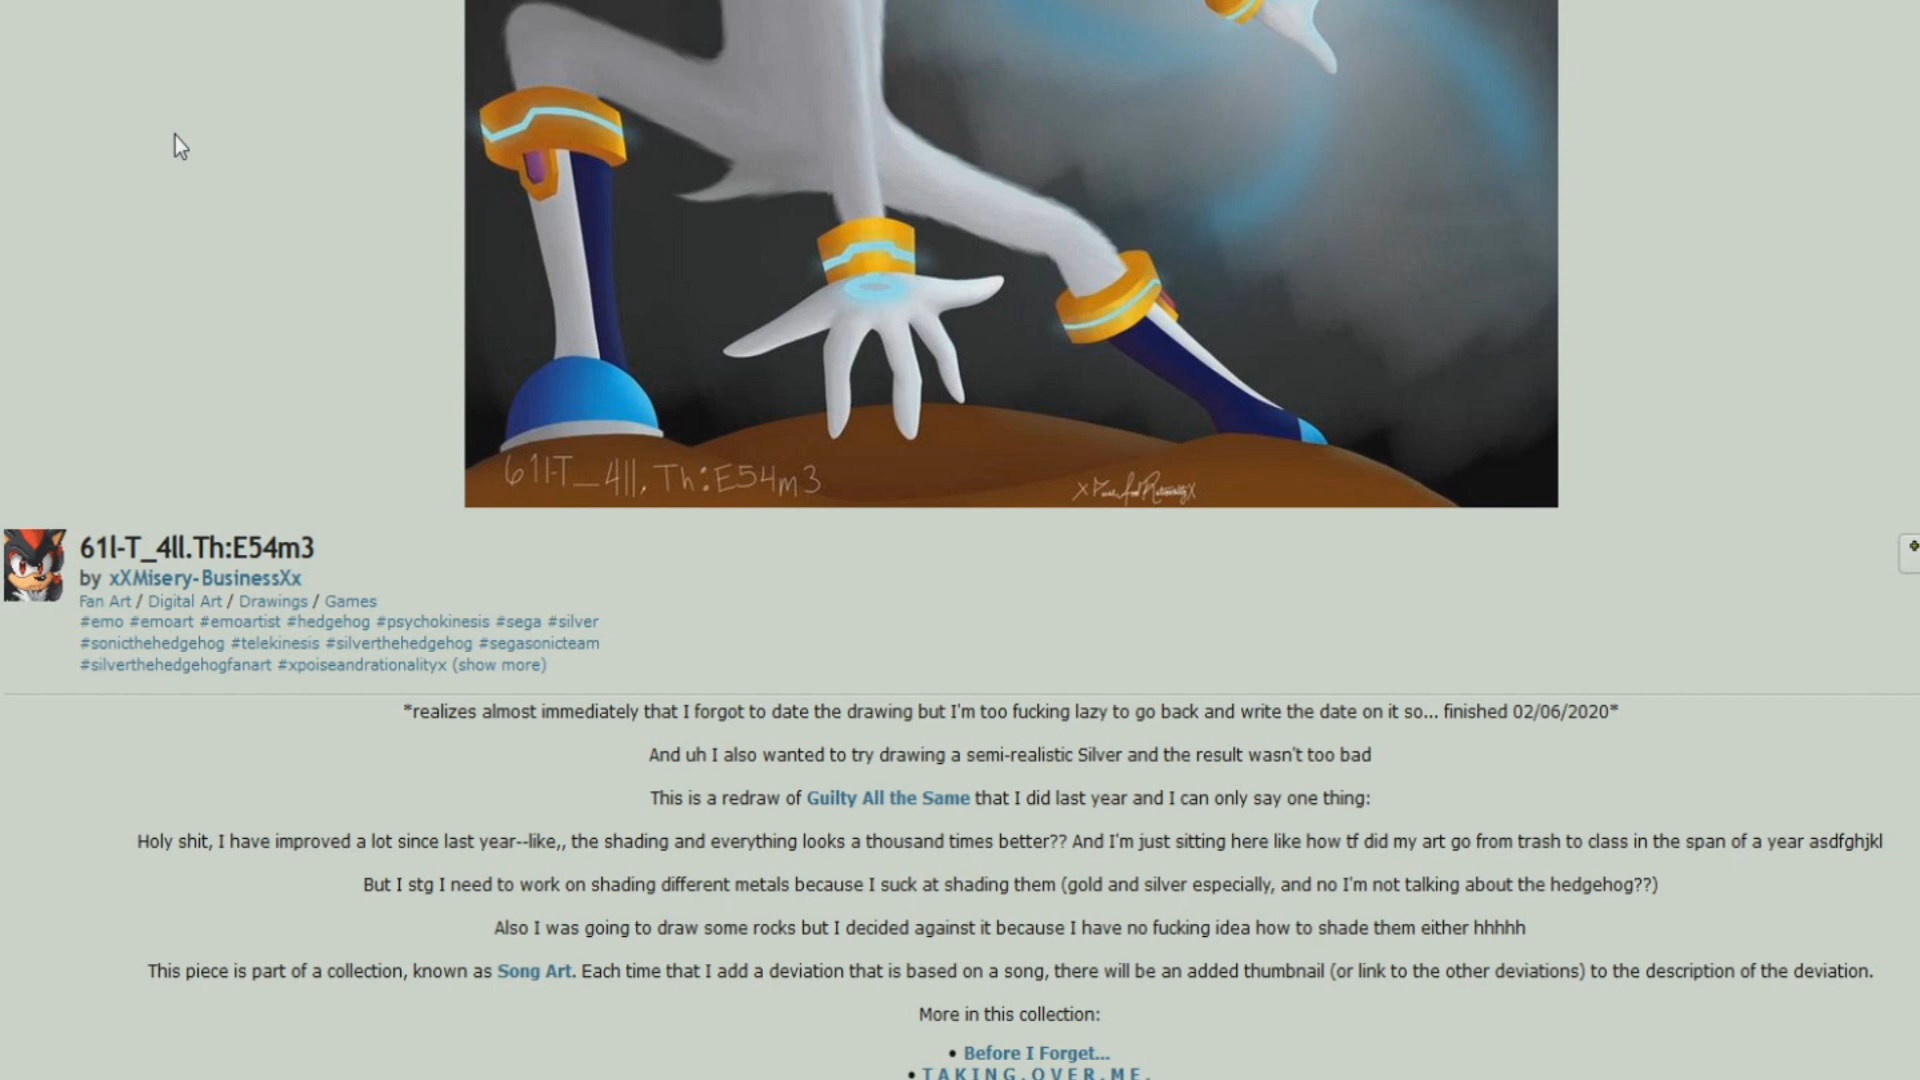 61l-T_4ll.Th:E54m3
61l-T_4ll.Th:E54m3
by xXMisery-BusinessXx
Fan Art / Digital Art / Drawings / Games
#emo #emoart #emoartist #hedgehog #psychokinesis #sega #silver
#sonicthehedgehog #telekinesis #silverthehedgehog #segasonicteam
#silverthehedgehogfanart #xpoiseandrationalityx (show more)
*realizes almost immediately that I forgot to date the drawing but I'm too fucking lazy to go back and write the date on it so... finished 02/06/2020*
And uh I also wanted to try drawing a semi-realistic Silver and the result wasn't too bad
This is a redraw of Guilty All the Same that I did last year and I can only say one thing:
Holy shit, I have improved a lot since last year--like,, the shading and everything looks a thousand times better?? And I'm just sitting here like how tf did my art go from trash to class in the span of a year asdfghjkl
But I stg I need to work on shading different metals because I suck at shading them (gold and silver especially, and no I'm not talking about the hedgehog??)
Also I was going to draw some rocks but I decided against it because I have no fucking idea how to shade them either hhhhh
This piece is part of a collection, known as Song Art. Each time that I add a deviation that is based on a song, there will be an added thumbnail (or link to the other deviations) to the description of the deviation.
More in this collection:
• Before I Forget...
• T A K I N G . O V E R . M E .